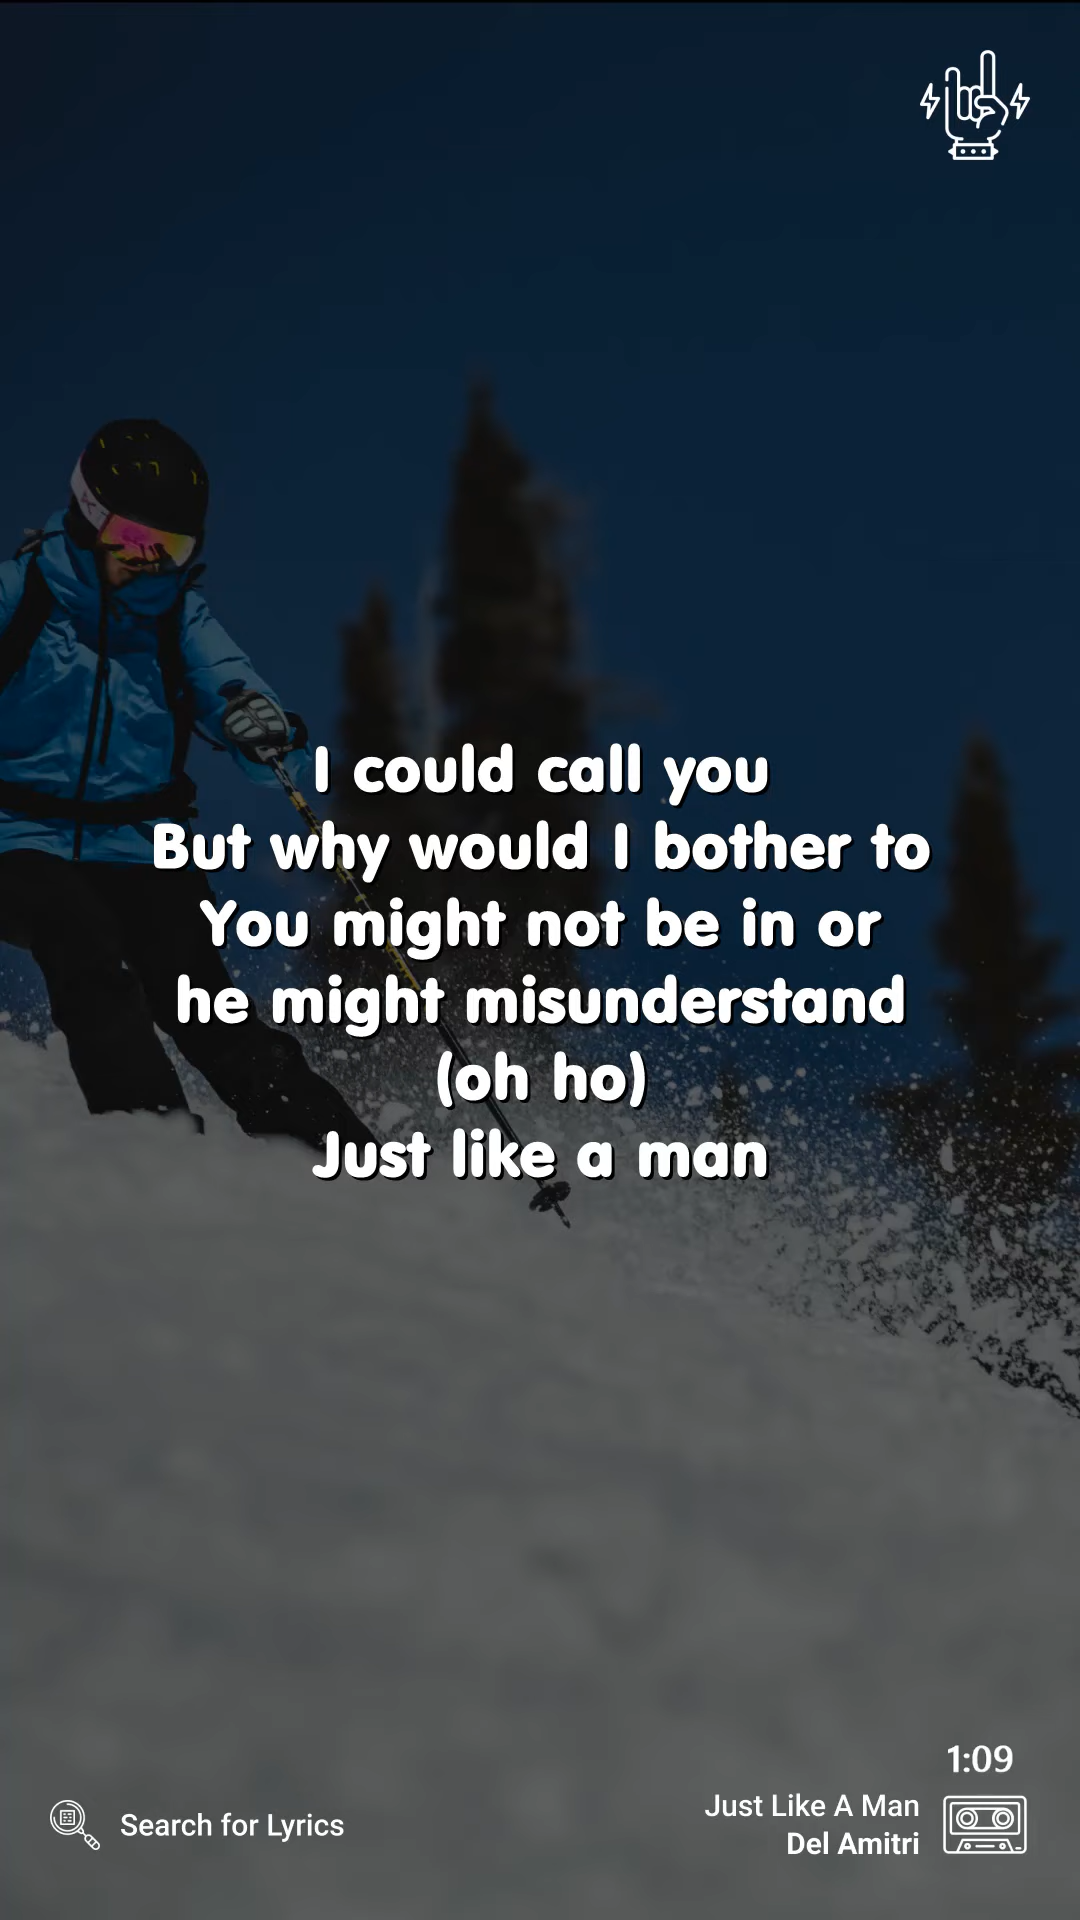 I could call you
But why would I bother to
You might not be in or
he might misunderstand
(oh ho)
Just like a man
1:09
Search for Lyrics
Just Like A Man
Del Amitri